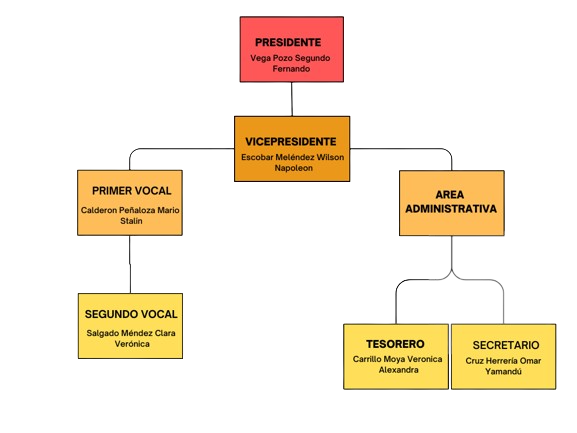 PRESIDENTE
Vega Pozo Segundo
Fernando
VICEPRESIDENTE
Escobar Meléndez Wilson
Napoleon
PRIMER VOCAL
Calderon Peñaloza Mario
Stalin
AREA
ADMINISTRATIVA
SEGUNDO VOCAL
Salgado Méndez Clara
Verónica
TESORERO
Carrillo Moya Veronica
Alexandra
SECRETARIO
Cruz Herrería Omar
Yamandú